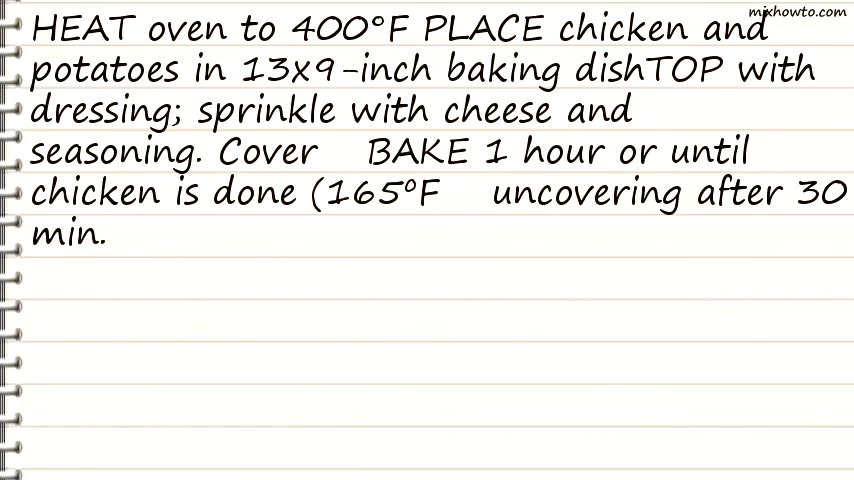 mixhowto.com
HEAT oven to 400°F PLACE chicken and
potatoes in 13x9-inch baking dishTOP with
dressing; sprinkle with cheese and
seasoning. Cover    BAKE 1 hour or until
chicken is done (165ºF    uncovering after 30
min.